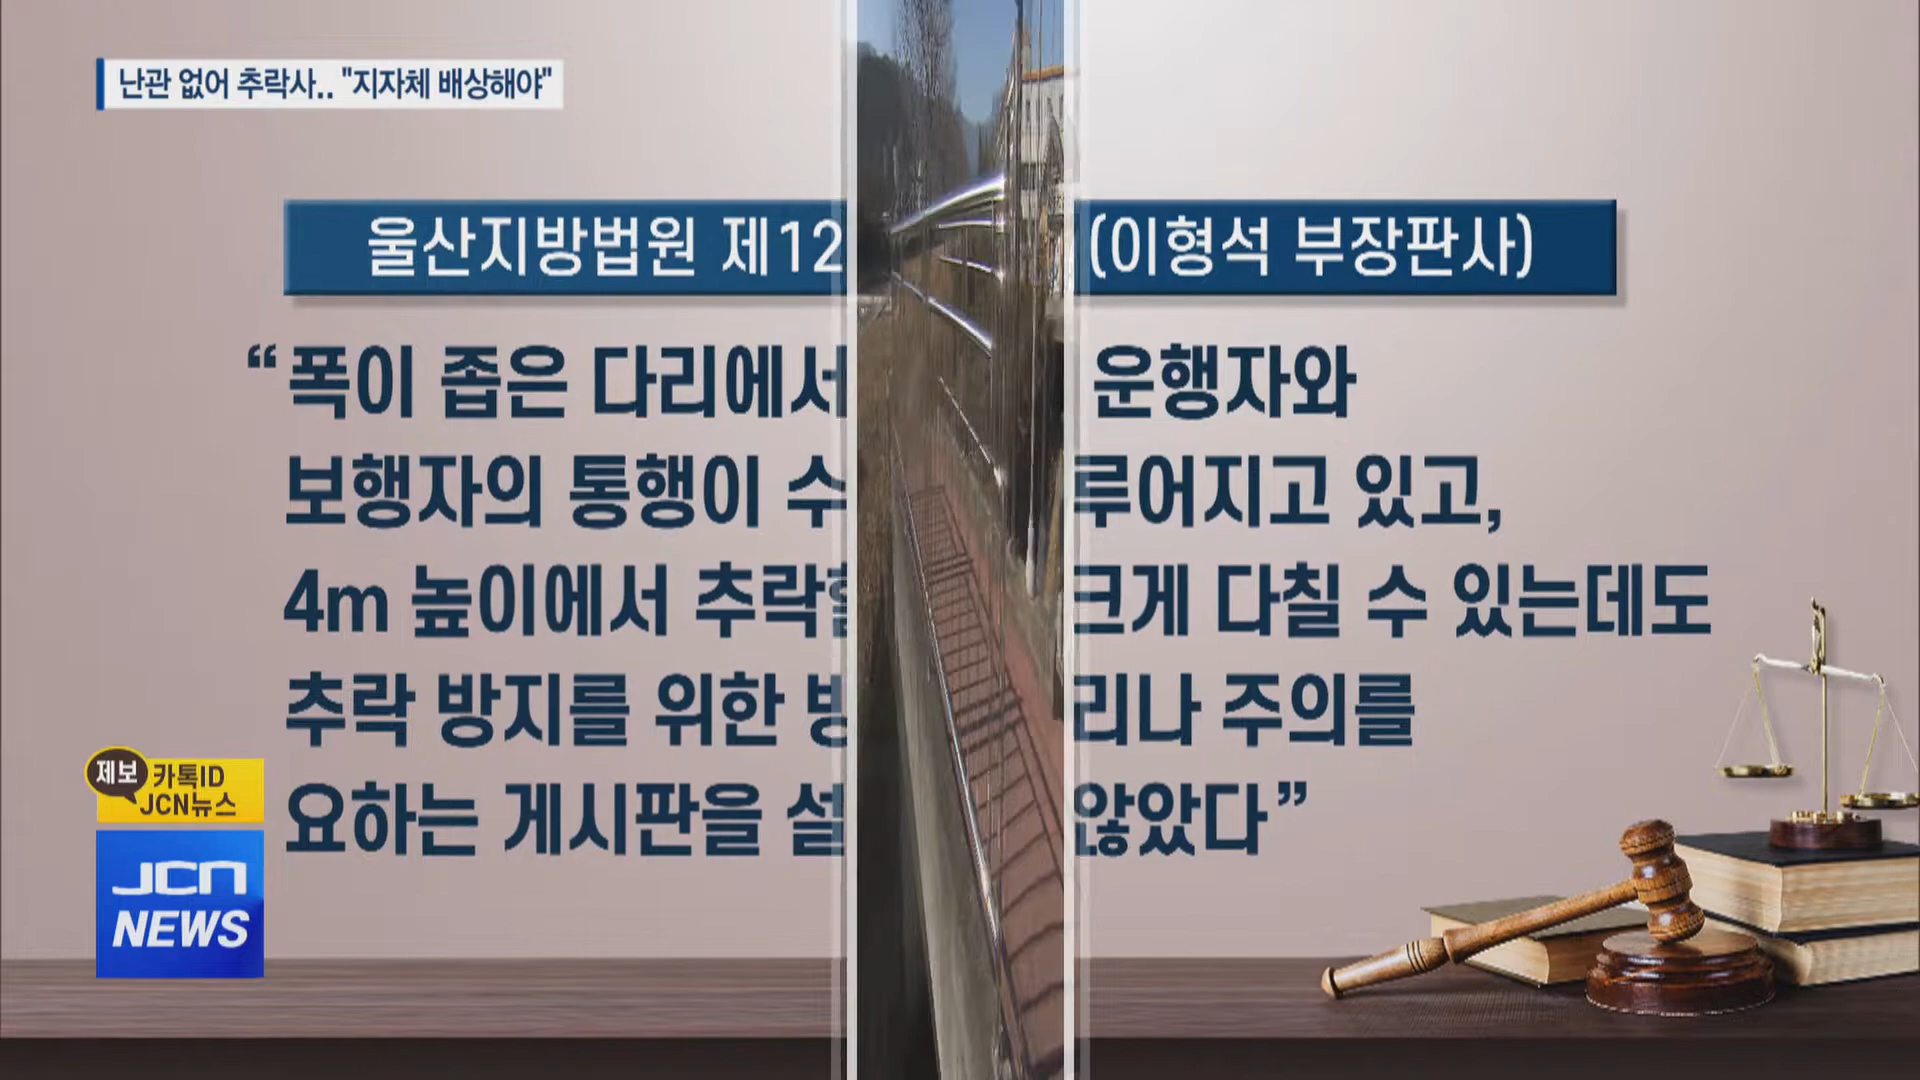 난관 없어 추락사.. "지자체 배상해야"
울산지방법원 제12 (이형석 부장판사)
“폭이 좁은 다리에서 운행자와
보행자의 통행이 수 루어지고 있고,
4m 높이에서 추락할 크게 다칠 수 있는데도
추락 방지를 위한 리나 주의를
요하는 게시판을 설 않았다”
제보 카톡ID
JCN뉴스
JCN
NEWS